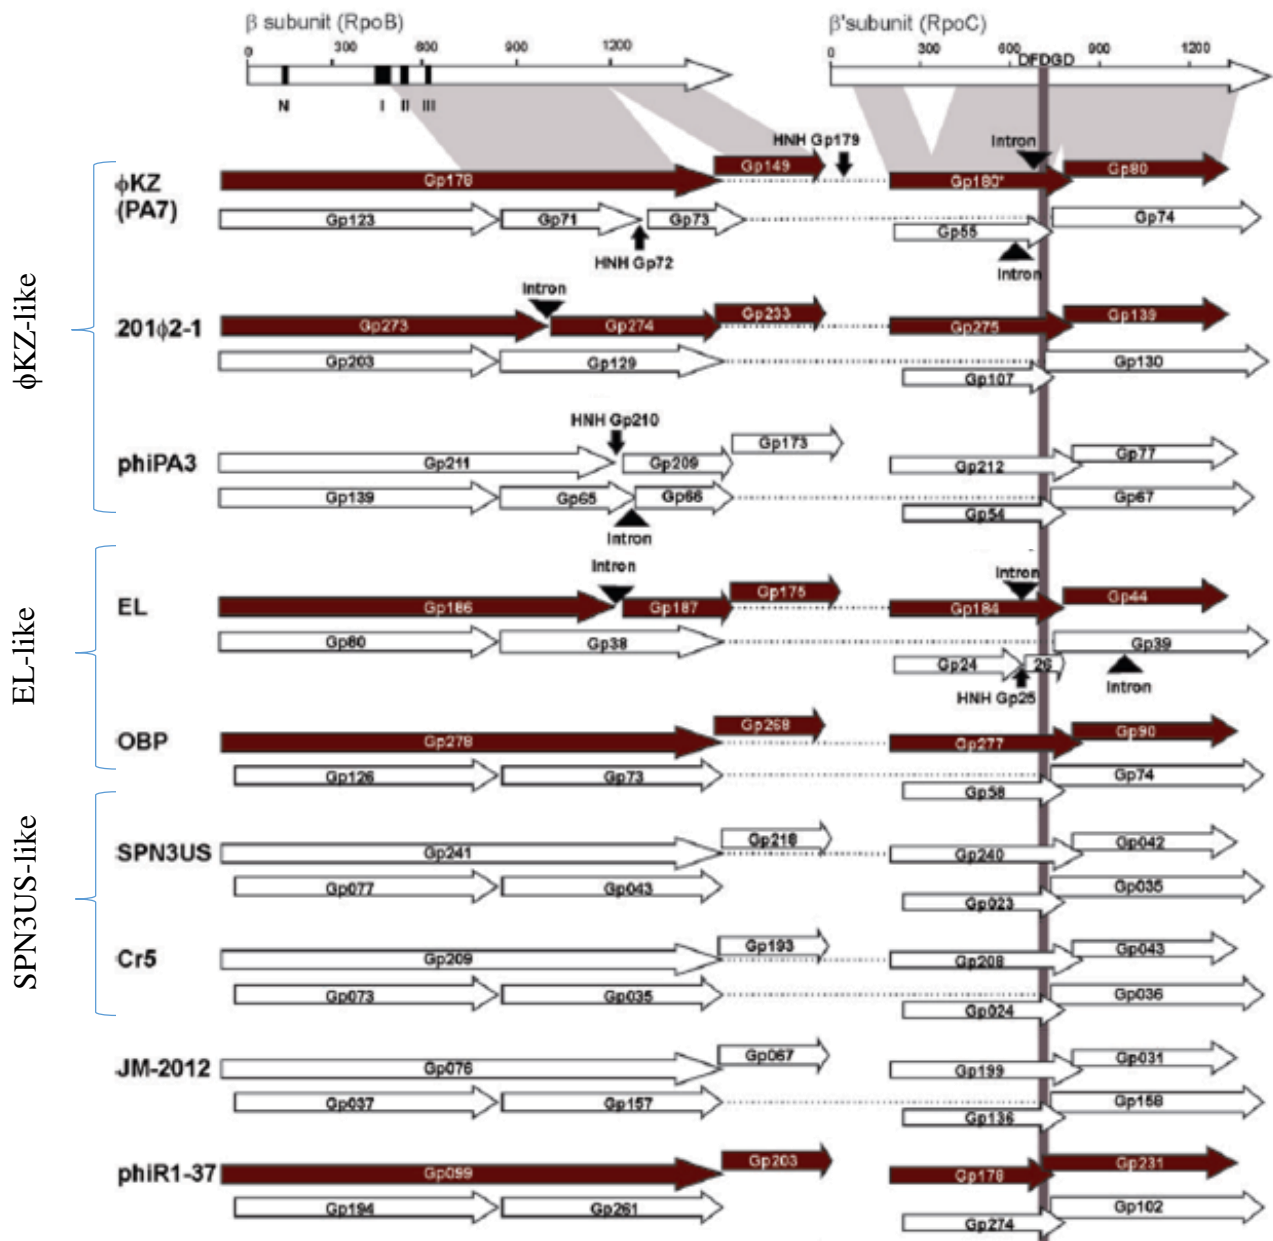 β subunit (RpoB)
β'subunit (RpoC)
0 300 600 900 1200
0 300 600 900 1200
DFDGD
N I II III
HNH Gp179
Intron
ϕKZ
(PA7)
Gp178
Gp149
Gp180'
Gp80
Gp123
Gp71
Gp73
Gp55
Gp74
HNH Gp72
Intron
ϕKZ-like
Intron
201ϕ2-1
Gp273
Gp274
Gp233
Gp275
Gp139
Gp203
Gp129
Gp107
Gp130
HNH Gp210
phiPA3
Gp211
Gp209
Gp173
Gp212
Gp77
Gp139
Gp65
Gp66
Gp54
Gp67
Intron
Intron
Intron
EL-like
EL
Gp186
Gp187
Gp175
Gp184
Gp44
Gp80
Gp38
Gp24
26
Gp39
HNH Gp25
Intron
OBP
Gp278
Gp268
Gp277
Gp90
Gp126
Gp73
Gp58
Gp74
SPN3US-like
SPN3US
Gp241
Gp218
Gp240
Gp042
Gp077
Gp043
Gp023
Gp035
Cr5
Gp209
Gp193
Gp208
Gp043
Gp073
Gp035
Gp024
Gp036
JM-2012
Gp076
Gp067
Gp199
Gp031
Gp037
Gp157
Gp136
Gp158
phiR1-37
Gp099
Gp203
Gp178
Gp231
Gp194
Gp261
Gp274
Gp102